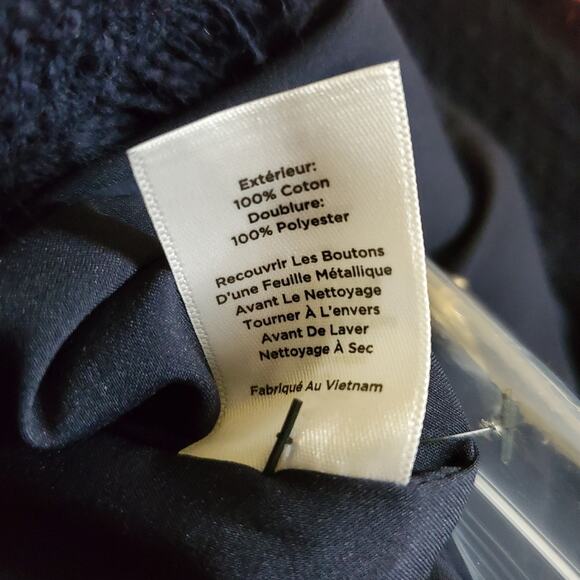 Extérieur:
100% Coton
Doublure:
100% Polyester
Recouvrir Les Boutons
D'une Feuille Métallique
Avant Le Nettoyage
Tourner À L'envers
Avant De Laver
Nettoyage À Sec
Fabriqué Au Vietnam